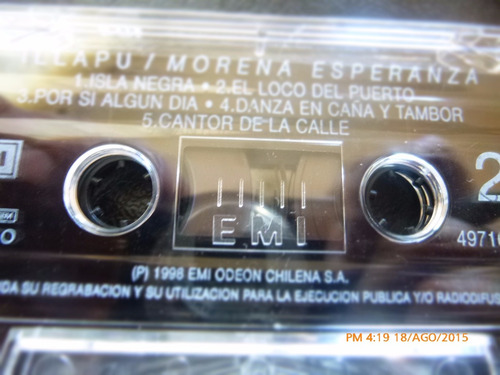 ILLAPU / MORENA ESPERANZA
1.ISLA NEGRA • 2.EL LOCO DEL PUERTO
3.POR SI ALGUN DIA • 4.DANZA EN CAÑA Y TAMBOR
5.CANTOR DE LA CALLE
2
EMI
49710
(P) 1998 EMI ODEON CHILENA S.A.
SU REGRABACION Y SU UTILIZACION PARA LA EJECUCION PUBLICA Y/O
PM 4:19 18/AGO/2015